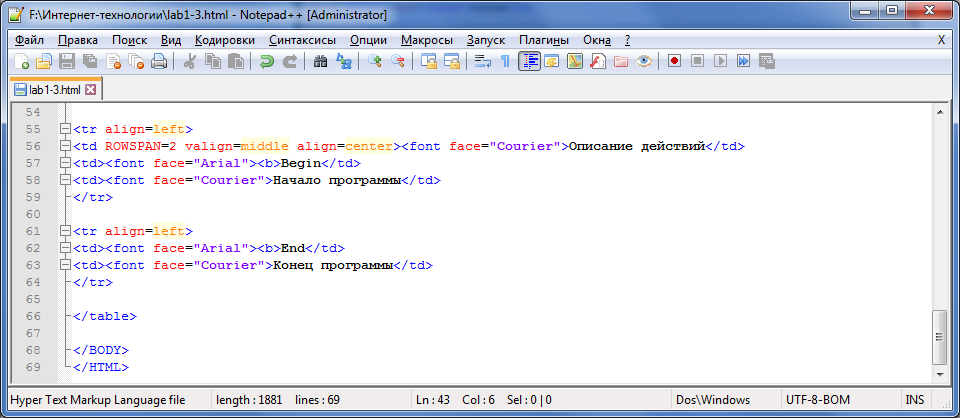 F:\Интернет-технологии\lab1-3.html - Notepad++ [Administrator]
Файл Правка Поиск Вид Кодировки Синтаксисы Опции Макросы Запуск Плагины Окна ? X
lab1-3.html
54
55 <tr align=left>
56 <td ROWSPAN=2 valign=middle align=center><font face="Courier">Описание действий</td>
57 <td><font face="Arial"><b>Begin</td>
58 <td><font face="Courier">Начало программы</td>
59 </tr>
60
61 <tr align=left>
62 <td><font face="Arial"><b>End</td>
63 <td><font face="Courier">Конец программы</td>
64 </tr>
65
66 </table>
67
68 </BODY>
69 </HTML>
Hyper Text Markup Language file length : 1881 lines : 69 Ln : 43 Col : 6 Sel : 0 | 0 Dos\Windows UTF-8-BOM INS